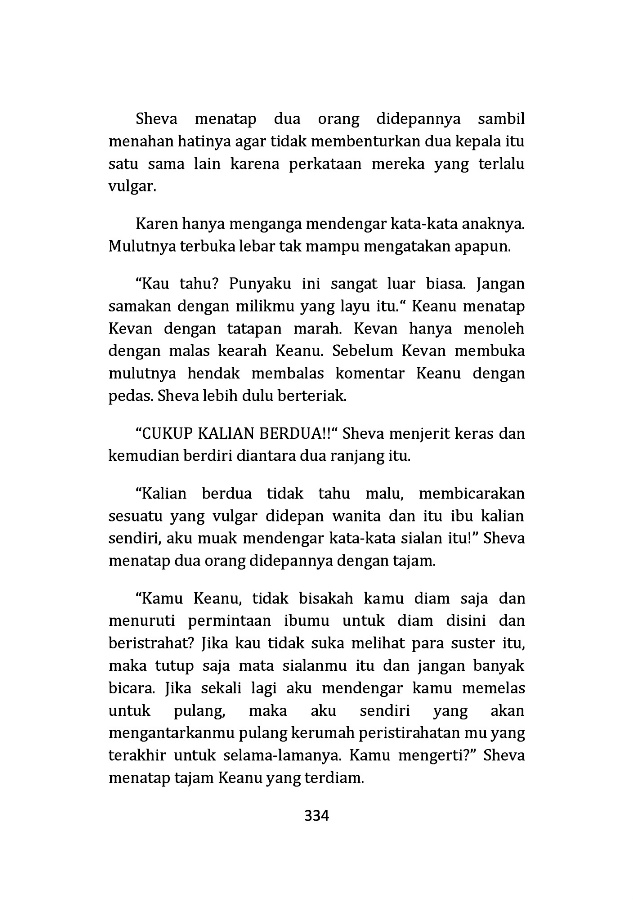 Sheva menatap dua orang didepannya sambil
menahan hatinya agar tidak membenturkan dua kepala itu
satu sama lain karena perkataan mereka yang terlalu
vulgar.
Karen hanya menganga mendengar kata-kata anaknya.
Mulutnya terbuka lebar tak mampu mengatakan apapun.
“Kau tahu? Punyaku ini sangat luar biasa. Jangan
samakan dengan milikmu yang layu itu.“ Keanu menatap
Kevan dengan tatapan marah. Kevan hanya menoleh
dengan malas kearah Keanu. Sebelum Kevan membuka
mulutnya hendak membalas komentar Keanu dengan
pedas. Sheva lebih dulu berteriak.
“CUKUP KALIAN BERDUA!!“ Sheva menjerit keras dan
kemudian berdiri diantara dua ranjang itu.
“Kalian berdua tidak tahu malu, membicarakan
sesuatu yang vulgar didepan wanita dan itu ibu kalian
sendiri, aku muak mendengar kata-kata sialan itu!” Sheva
menatap dua orang didepannya dengan tajam.
“Kamu Keanu, tidak bisakah kamu diam saja dan
menuruti permintaan ibumu untuk diam disini dan
beristrahat? Jika kau tidak suka melihat para suster itu,
maka tutup saja mata sialanmu itu dan jangan banyak
bicara. Jika sekali lagi aku mendengar kamu memelas
untuk pulang, maka aku sendiri yang akan
mengantarkanmu pulang kerumah peristirahatan mu yang
terakhir untuk selama-lamanya. Kamu mengerti?” Sheva
menatap tajam Keanu yang terdiam.
334